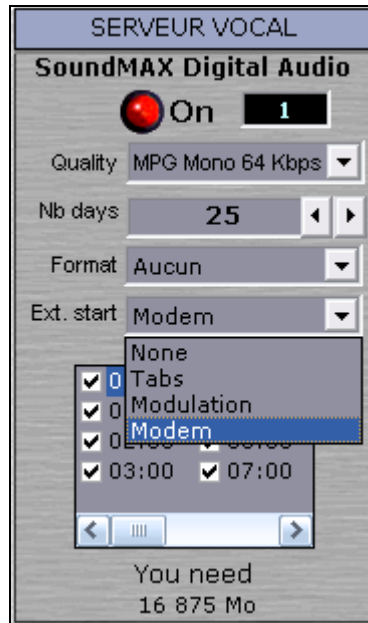 SERVEUR VOCAL
SoundMAX Digital Audio
On 1
Quality MPG Mono 64 Kbps
Nb days 25
Format Aucun
Ext. start Modem
None
Tabs
Modulation
Modem
03:00 07:00
You need
16 875 Mo